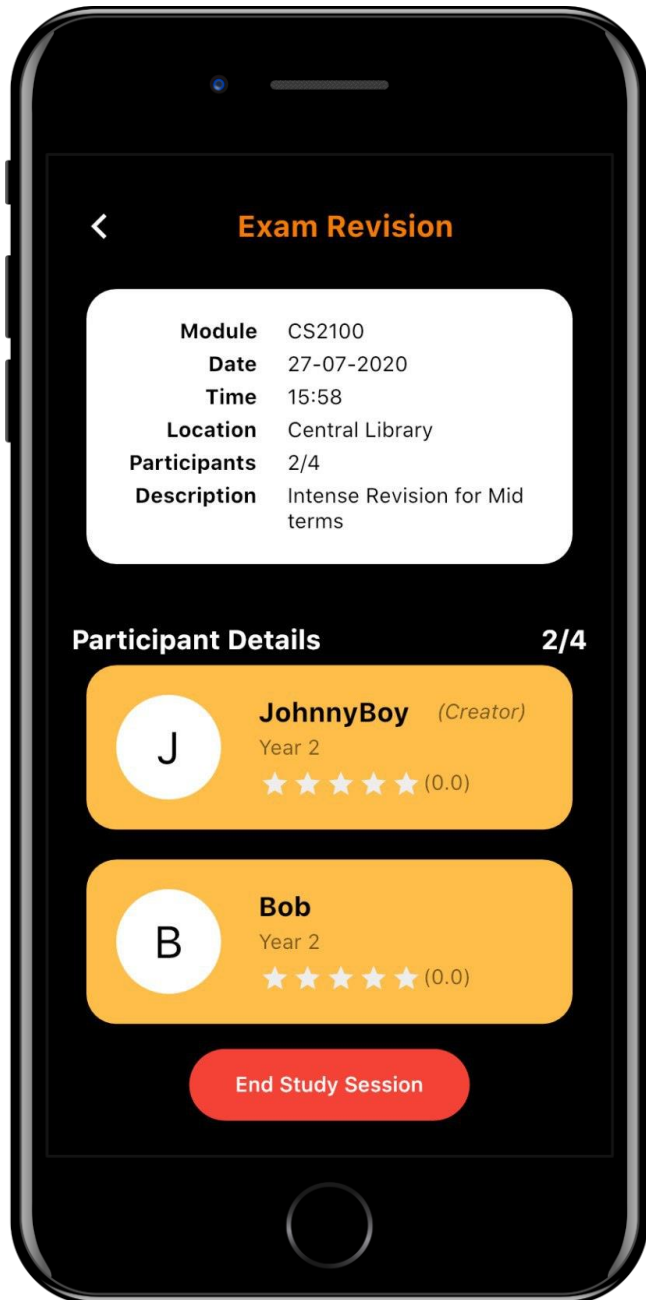 Exam Revision
Module CS2100
Date 27-07-2020
Time 15:58
Location Central Library
Participants 2/4
Description Intense Revision for Mid
terms
Participant Details 2/4
J
JohnnyBoy (Creator)
Year 2
(0.0)
B
Bob
Year 2
(0.0)
End Study Session